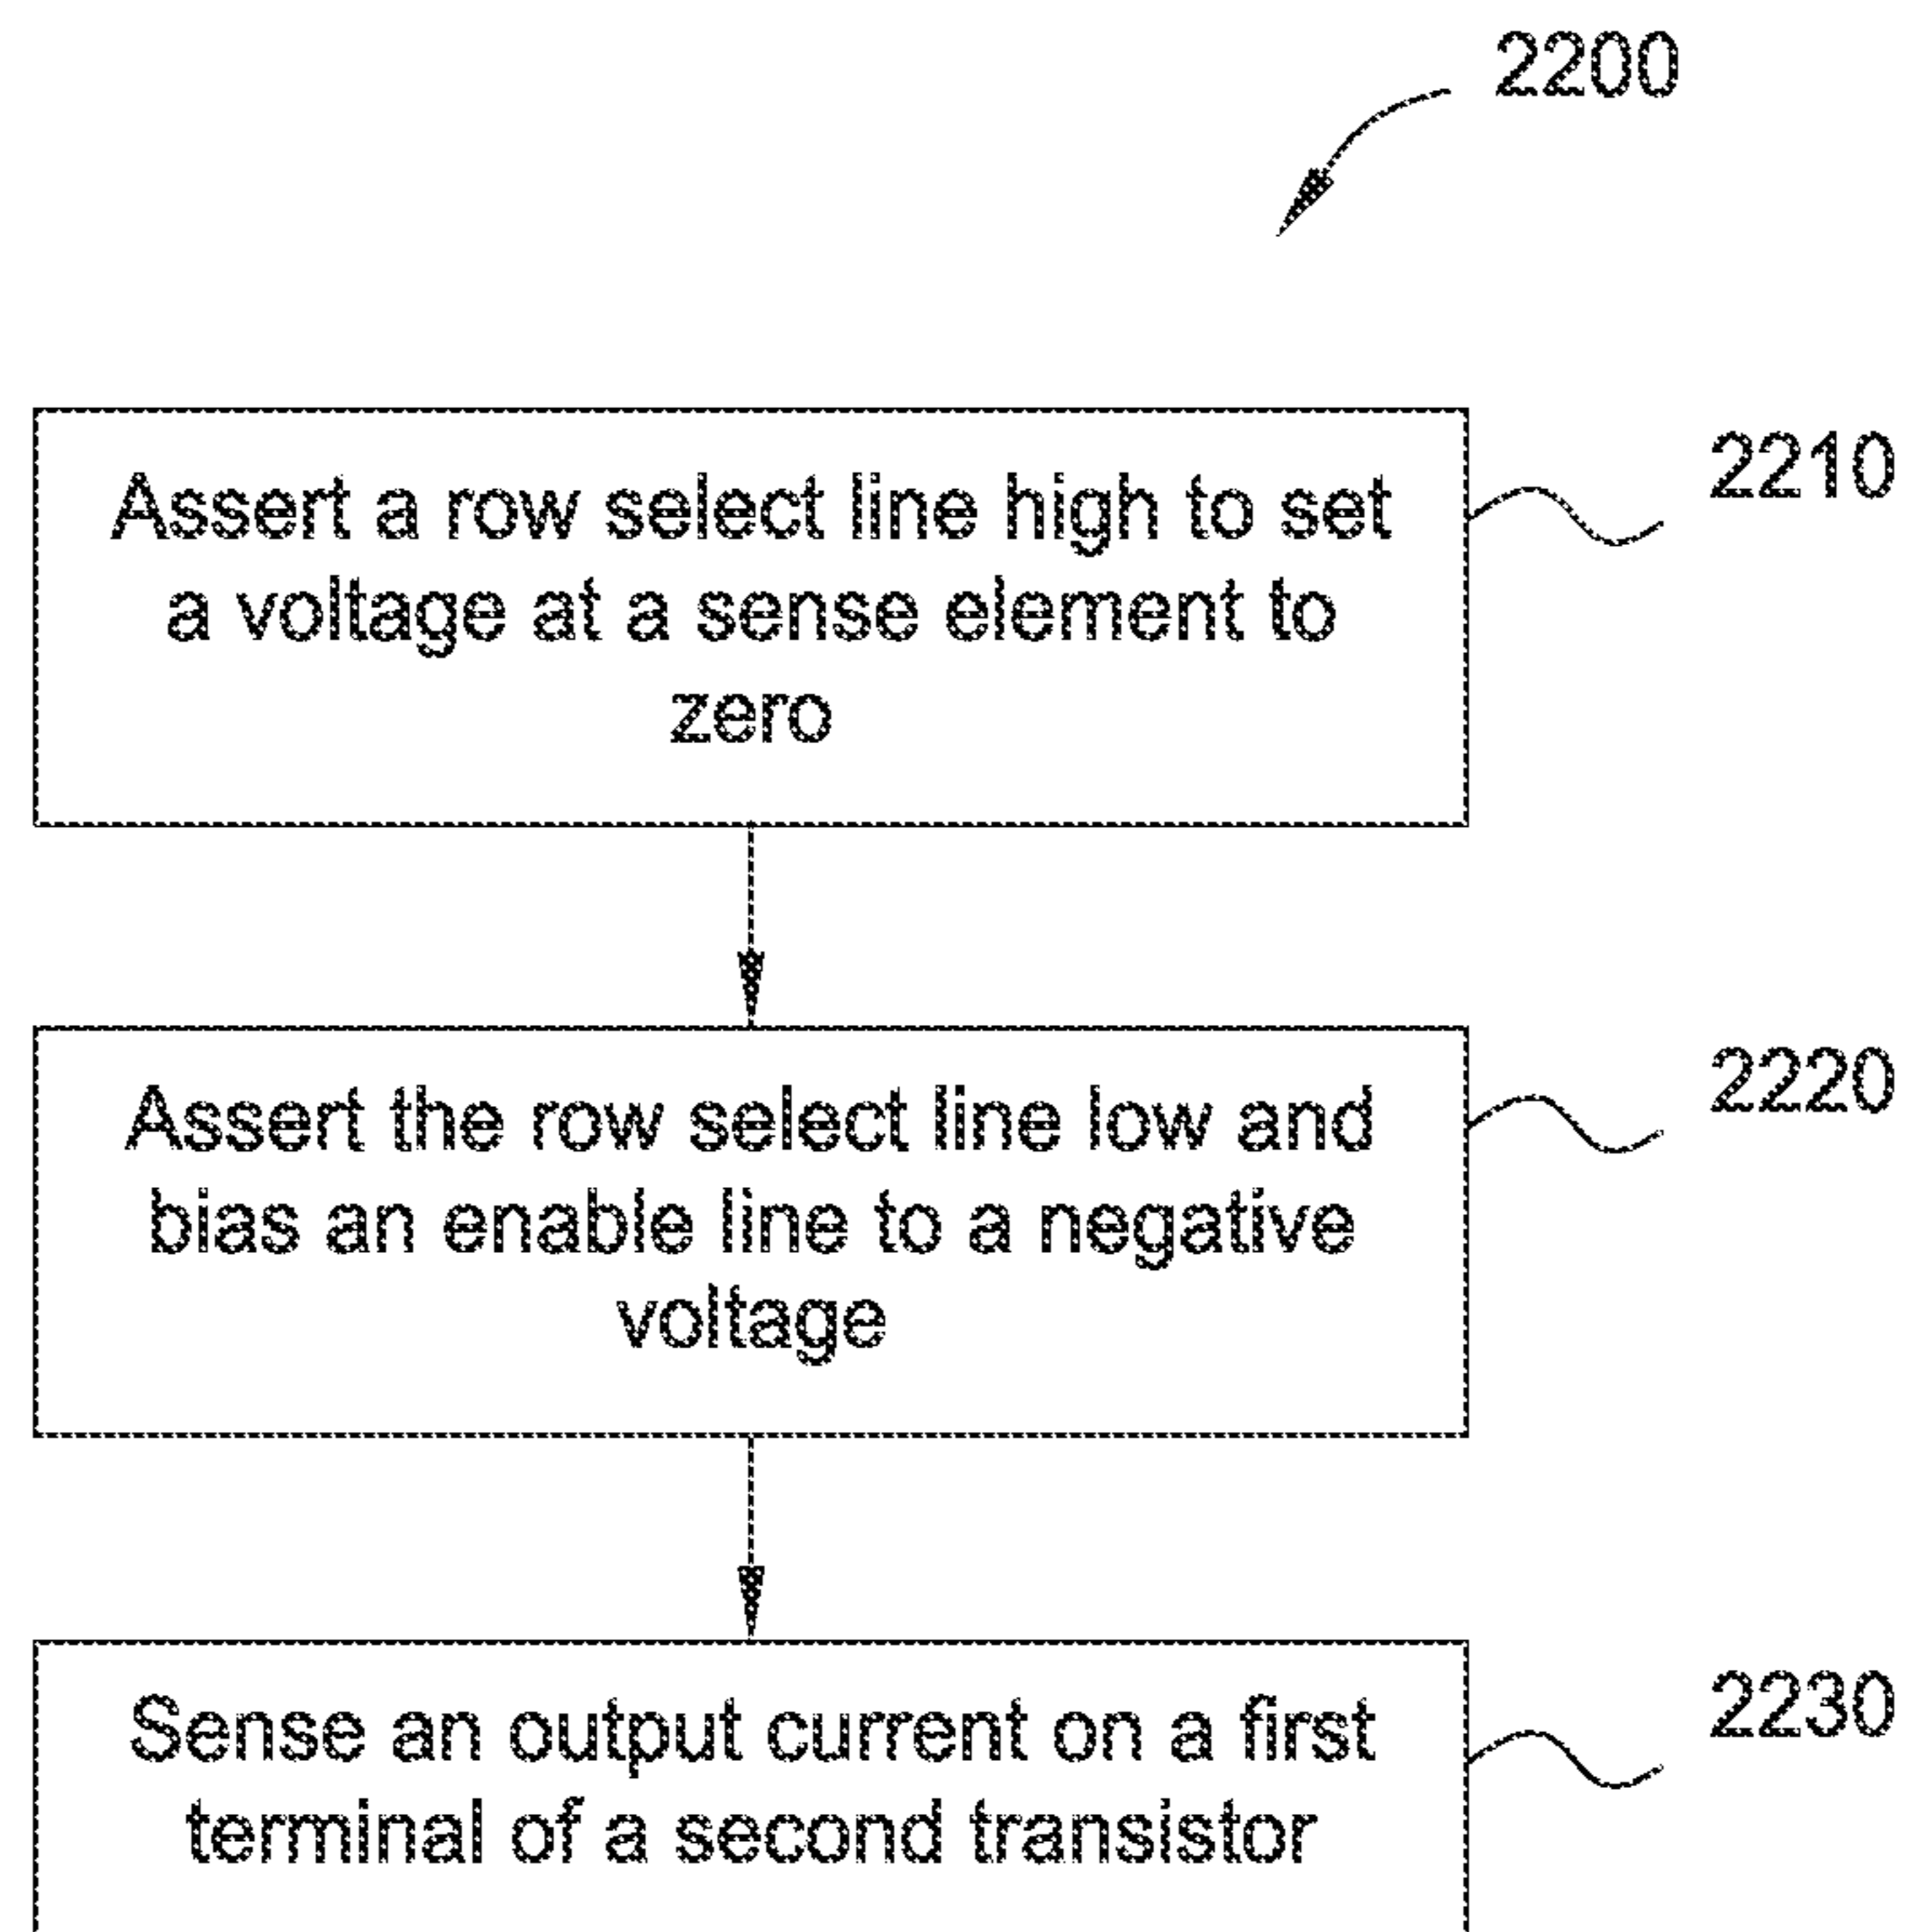 2200
Assert a row select line high to set
a voltage at a sense element to
zero
2210
Assert the row select line low and
bias an enable line to a negative
voltage
2220
Sense an output current on a first
terminal of a second transistor
2230